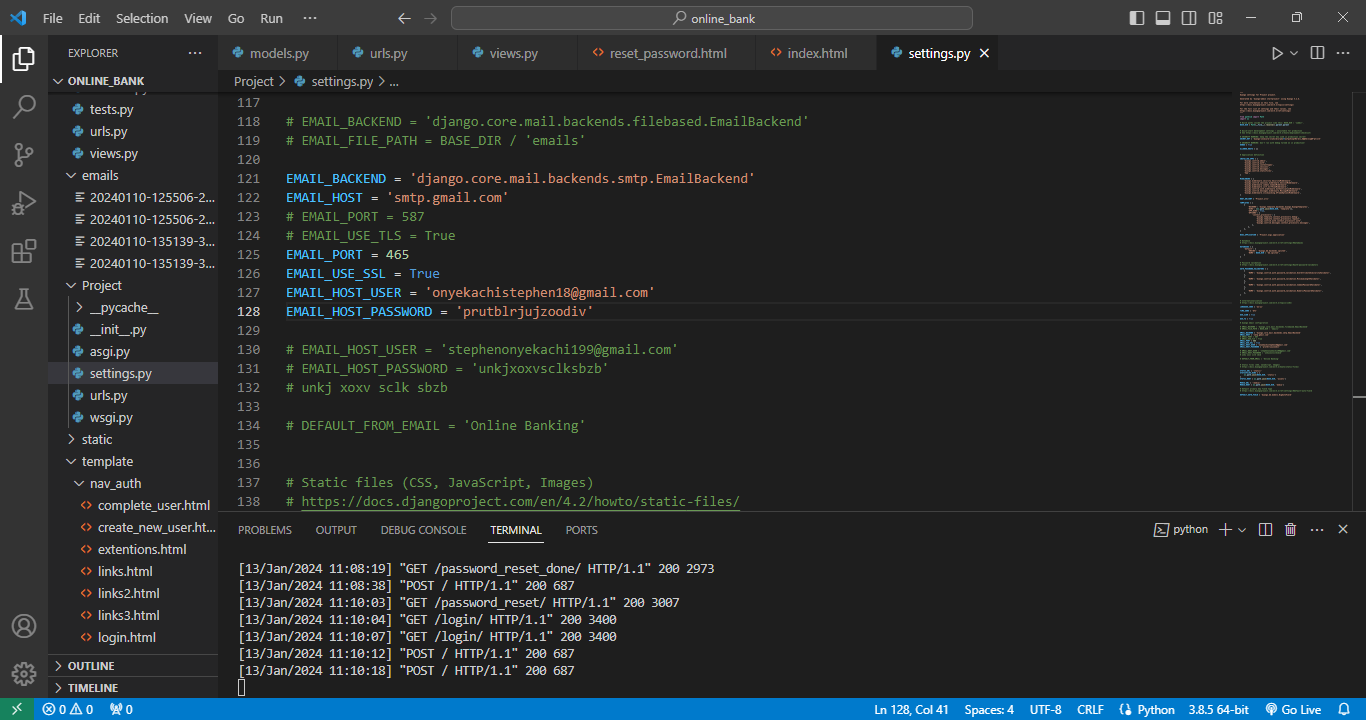 File Edit Selection View Go Run ... online_bank
EXPLORER
ONLINE_BANK
tests.py
urls.py
views.py
emails
20240110-125506-2...
20240110-125506-2...
20240110-135139-3...
20240110-135139-3...
Project
__pycache__
__init__.py
asgi.py
settings.py
urls.py
wsgi.py
static
template
nav_auth
complete_user.html
create_new_user.ht...
extentions.html
links.html
links2.html
links3.html
login.html
OUTLINE
TIMELINE
models.py urls.py views.py reset_password.html index.html settings.py
Project > settings.py > ...
117
118 # EMAIL_BACKEND = 'django.core.mail.backends.filebased.EmailBackend'
119 # EMAIL_FILE_PATH = BASE_DIR / 'emails'
120
121 EMAIL_BACKEND = 'django.core.mail.backends.smtp.EmailBackend'
122 EMAIL_HOST = 'smtp.gmail.com'
123 # EMAIL_PORT = 587
124 # EMAIL_USE_TLS = True
125 EMAIL_PORT = 465
126 EMAIL_USE_SSL = True
127 EMAIL_HOST_USER = 'onyekachistephen18@gmail.com'
128 EMAIL_HOST_PASSWORD = 'prutblrjujzoodiv'
129
130 # EMAIL_HOST_USER = 'stephenonyekachi199@gmail.com'
131 # EMAIL_HOST_PASSWORD = 'unkjxoxvsclksbzb'
132 # unkj xoxv sclk sbzb
133
134 # DEFAULT_FROM_EMAIL = 'Online Banking'
135
136
137 # Static files (CSS, JavaScript, Images)
138 # https://docs.djangoproject.com/en/4.2/howto/static-files/
PROBLEMS OUTPUT DEBUG CONSOLE TERMINAL PORTS python
[13/Jan/2024 11:08:19] "GET /password_reset_done/ HTTP/1.1" 200 2973
[13/Jan/2024 11:08:38] "POST / HTTP/1.1" 200 687
[13/Jan/2024 11:10:03] "GET /password_reset/ HTTP/1.1" 200 3007
[13/Jan/2024 11:10:04] "GET /login/ HTTP/1.1" 200 3400
[13/Jan/2024 11:10:07] "GET /login/ HTTP/1.1" 200 3400
[13/Jan/2024 11:10:12] "POST / HTTP/1.1" 200 687
[13/Jan/2024 11:10:18] "POST / HTTP/1.1" 200 687
0 0 0 Ln 128, Col 41 Spaces: 4 UTF-8 CRLF Python 3.8.5 64-bit Go Live